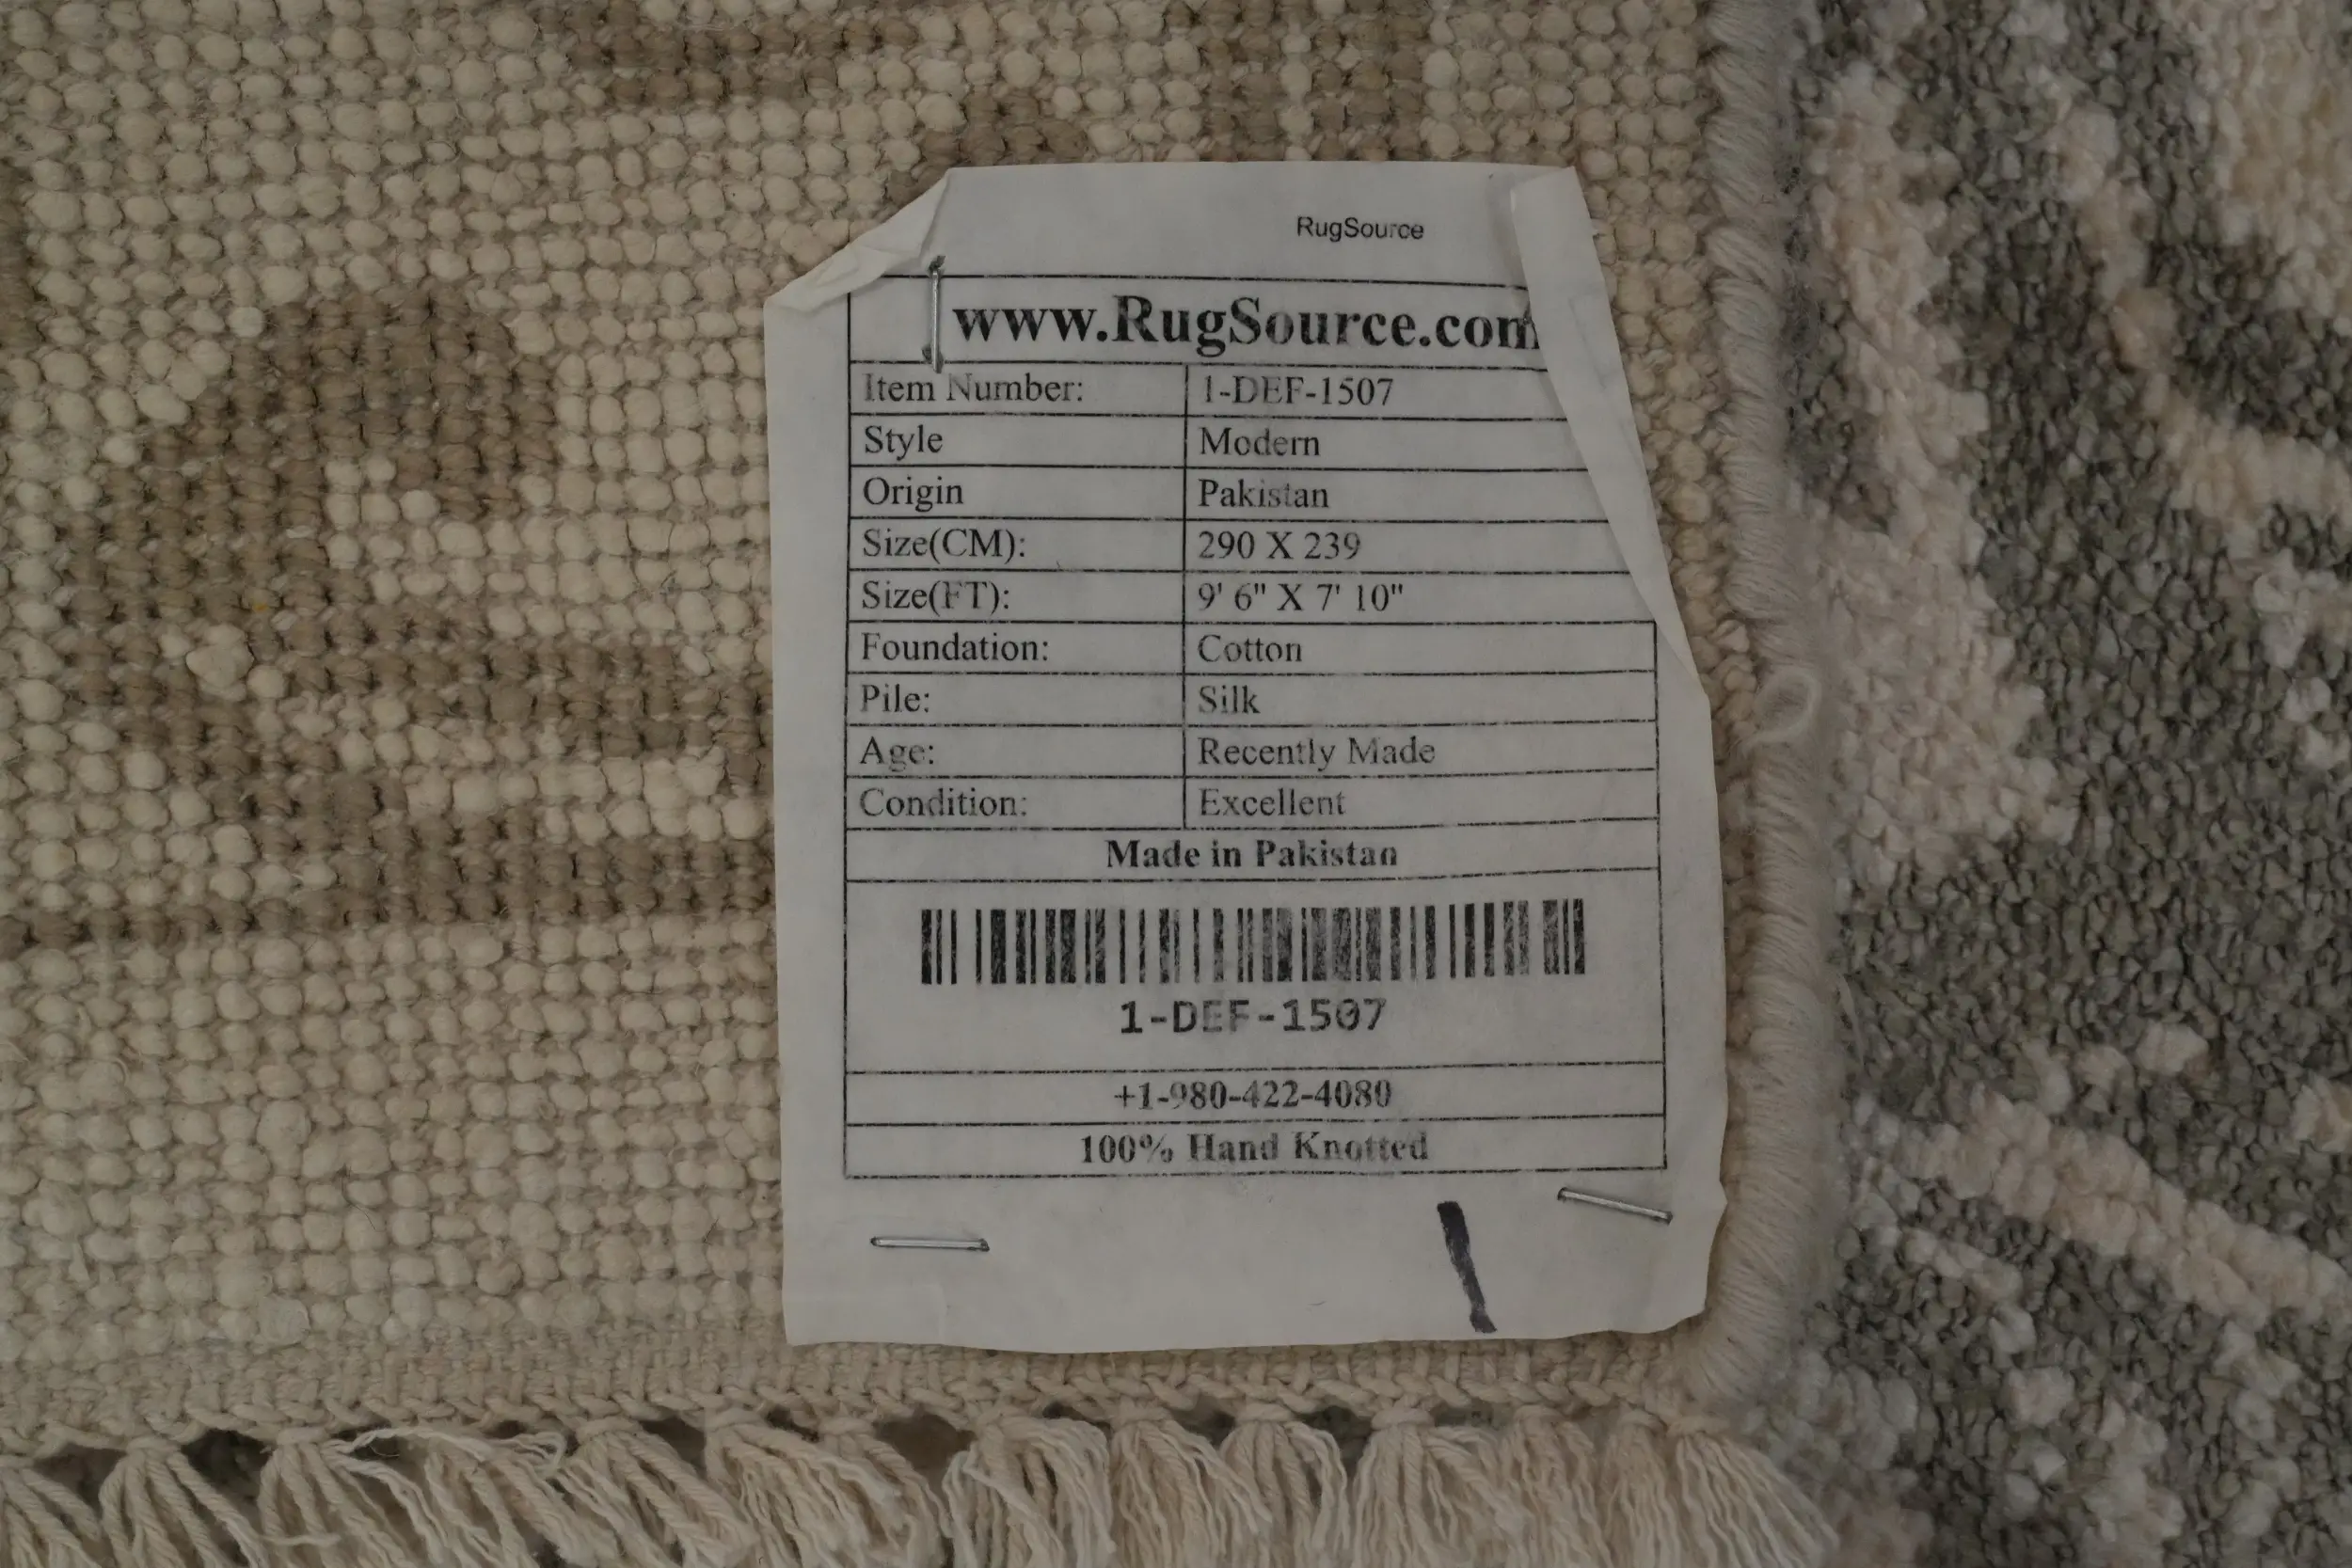 RugSource
www.RugSource.com
Item Number: 1-DEF-1507
Style Modern
Origin Pakistan
Size(CM): 290 X 239
Size(FT): 9' 6" X 7' 10"
Foundation: Cotton
Pile: Silk
Age: Recently Made
Condition: Excellent
Made in Pakistan
1-DEF-1507
+1-980-422-4080
100% Hand Knotted